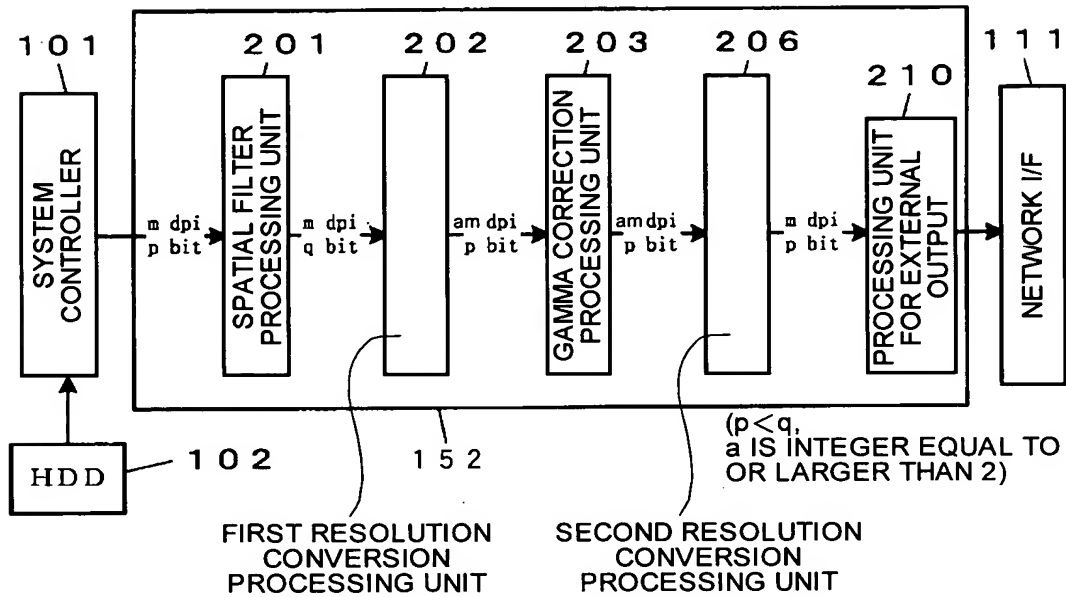 101
201
202
203
206
210
111
SYSTEM
CONTROLLER
SPATIAL FILTER
PROCESSING UNIT
GAMMA CORRECTION
PROCESSING UNIT
PROCESSING UNIT
FOR EXTERNAL
OUTPUT
NETWORK I/F
m dpi
p bit
m dpi
q bit
am dpi
p bit
am dpi
p bit
m dpi
p bit
HDD
102
152
(p<q,
a IS INTEGER EQUAL TO
OR LARGER THAN 2)
FIRST RESOLUTION
CONVERSION
PROCESSING UNIT
SECOND RESOLUTION
CONVERSION
PROCESSING UNIT